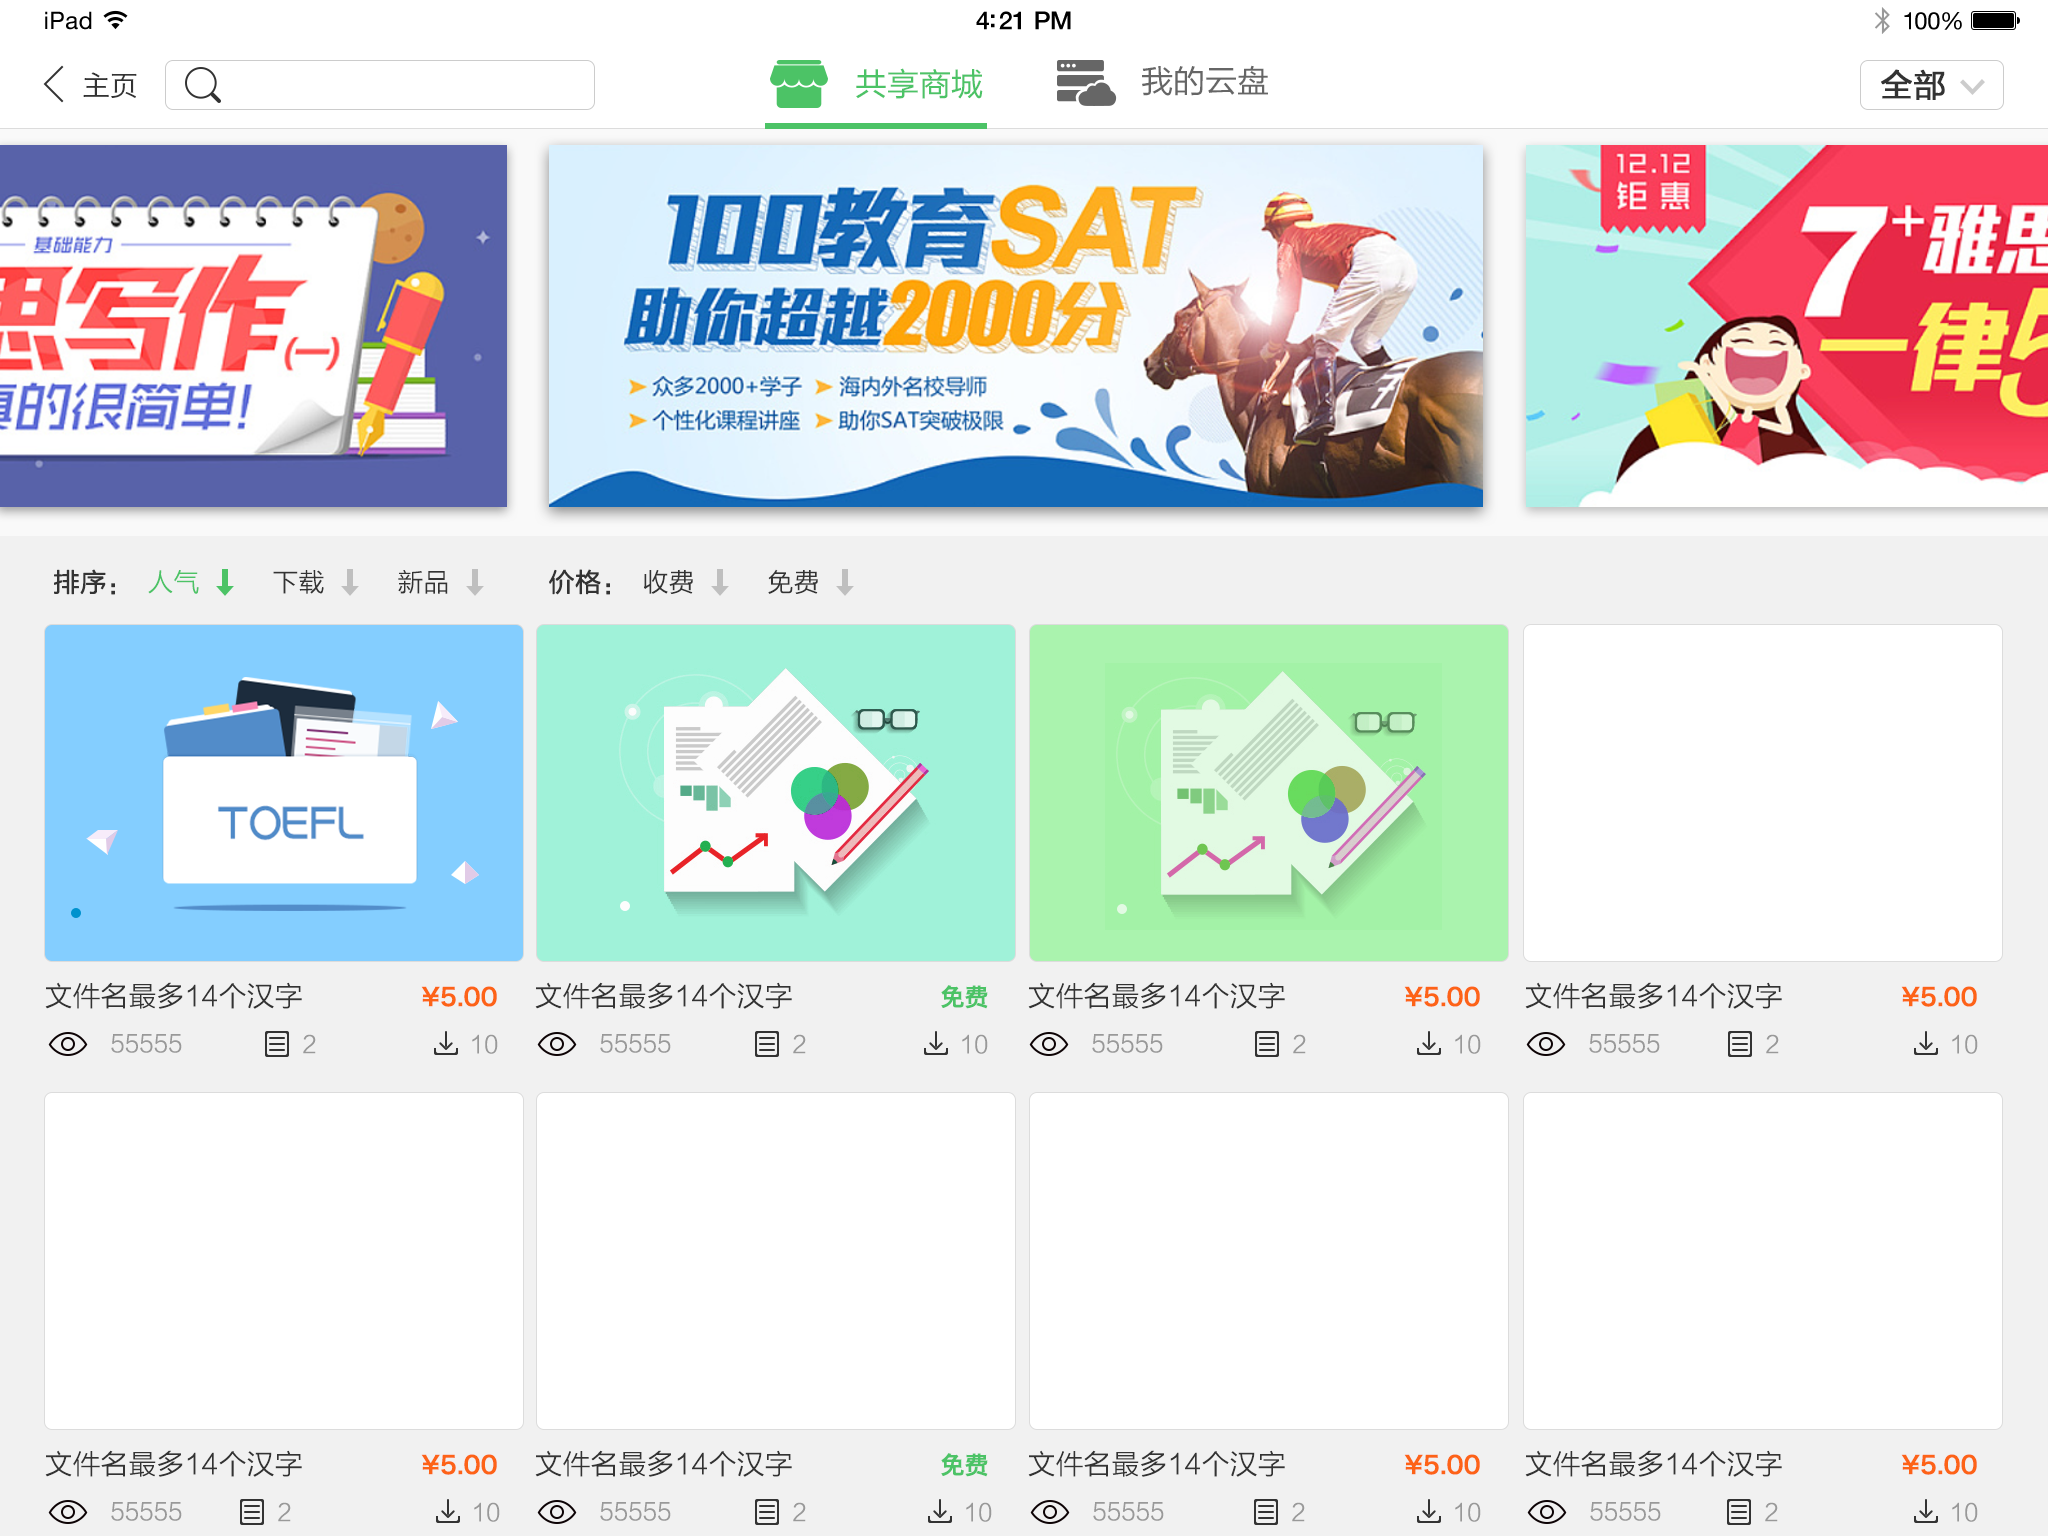 iPad
4:21 PM
100%
主页
共享商城
我的云盘
全部
基础能力
思写作(一)
真的很简单!
100教育SAT
助你超越2000分
众多2000+学子 海内外名校导师
个性化课程讲座 助你SAT突破极限
12.12
钜惠
7+雅思
一律5
排序： 人气 下载 新品 价格： 收费 免费
TOEFL
文件名最多14个汉字 ¥5.00
55555 2 10
文件名最多14个汉字 免费
55555 2 10
文件名最多14个汉字 ¥5.00
55555 2 10
文件名最多14个汉字 ¥5.00
55555 2 10
文件名最多14个汉字 ¥5.00
55555 2 10
文件名最多14个汉字 免费
55555 2 10
文件名最多14个汉字 ¥5.00
55555 2 10
文件名最多14个汉字 ¥5.00
55555 2 10